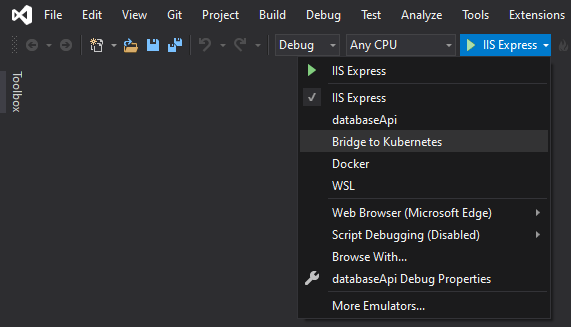 File Edit View Git Project Build Debug Test Analyze Tools Extensions
Debug Any CPU IIS Express
Toolbox
IIS Express
IIS Express
databaseApi
Bridge to Kubernetes
Docker
WSL
Web Browser (Microsoft Edge)
Script Debugging (Disabled)
Browse With...
databaseApi Debug Properties
More Emulators...